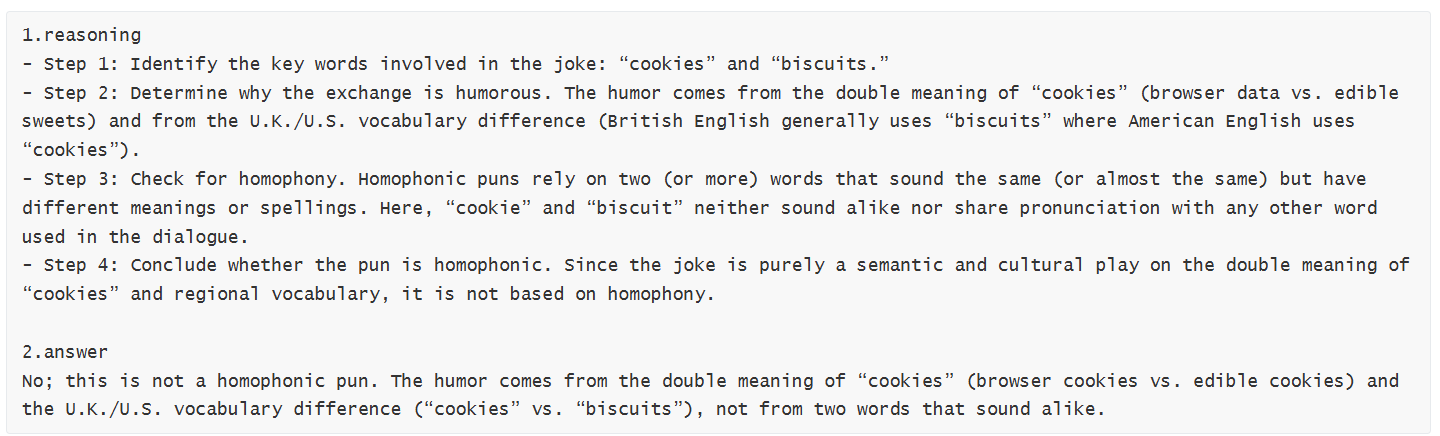 1.reasoning
- Step 1: Identify the key words involved in the joke: “cookies” and “biscuits.”
- Step 2: Determine why the exchange is humorous. The humor comes from the double meaning of “cookies” (browser data vs. edible
sweets) and from the U.K./U.S. vocabulary difference (British English generally uses “biscuits” where American English uses
“cookies”).
- Step 3: Check for homophony. Homophonic puns rely on two (or more) words that sound the same (or almost the same) but have
different meanings or spellings. Here, “cookie” and “biscuit” neither sound alike nor share pronunciation with any other word
used in the dialogue.
- Step 4: Conclude whether the pun is homophonic. Since the joke is purely a semantic and cultural play on the double meaning of
“cookies” and regional vocabulary, it is not based on homophony.
2.answer
No; this is not a homophonic pun. The humor comes from the double meaning of “cookies” (browser cookies vs. edible cookies) and
the U.K./U.S. vocabulary difference (“cookies” vs. “biscuits”), not from two words that sound alike.